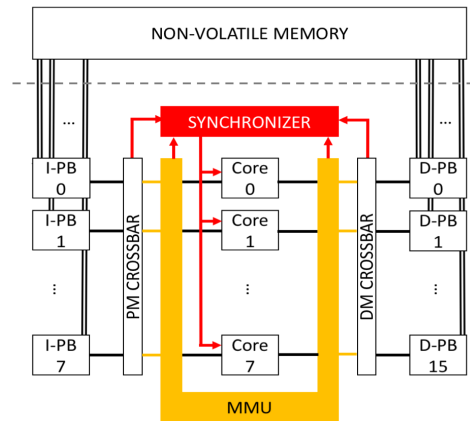 NON-VOLATILE MEMORY
...
...
SYNCHRONIZER
I-PB
0
Core
0
D-PB
0
I-PB
1
Core
1
D-PB
1
PM CROSSBAR
DM CROSSBAR
...
...
...
I-PB
7
Core
7
D-PB
15
MMU